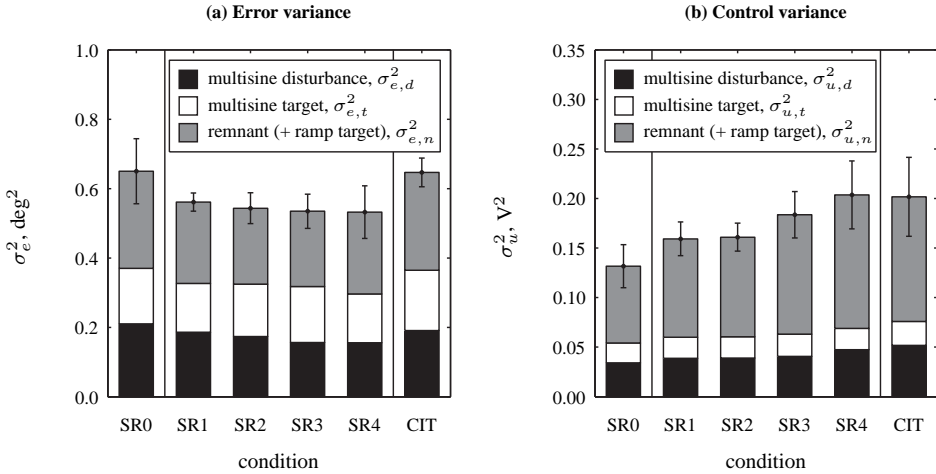 (a) Error variance
1.0
0.8
0.6
0.4
0.2
0.0
σ²e, deg²
multisine disturbance, σ²e,d
multisine target, σ²e,t
remnant (+ ramp target), σ²e,n
SR0 SR1 SR2 SR3 SR4 CIT
condition
(b) Control variance
0.35
0.30
0.25
0.20
0.15
0.10
0.05
0.00
σ²u, V²
multisine disturbance, σ²u,d
multisine target, σ²u,t
remnant (+ ramp target), σ²u,n
SR0 SR1 SR2 SR3 SR4 CIT
condition